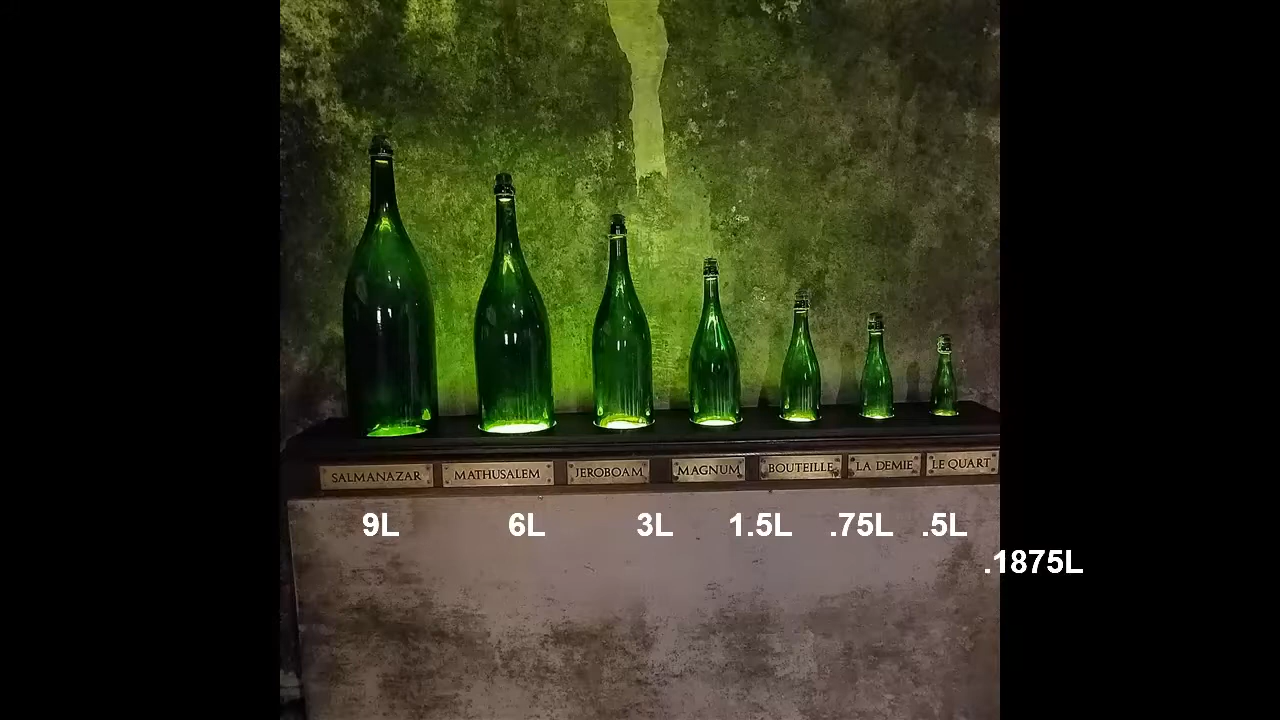 SALMANAZAR MATHUSALEM JEROBOAM MAGNUM BOUTEILLE LA DEMIE LE QUART
9L 6L 3L 1.5L .75L .5L
.1875L